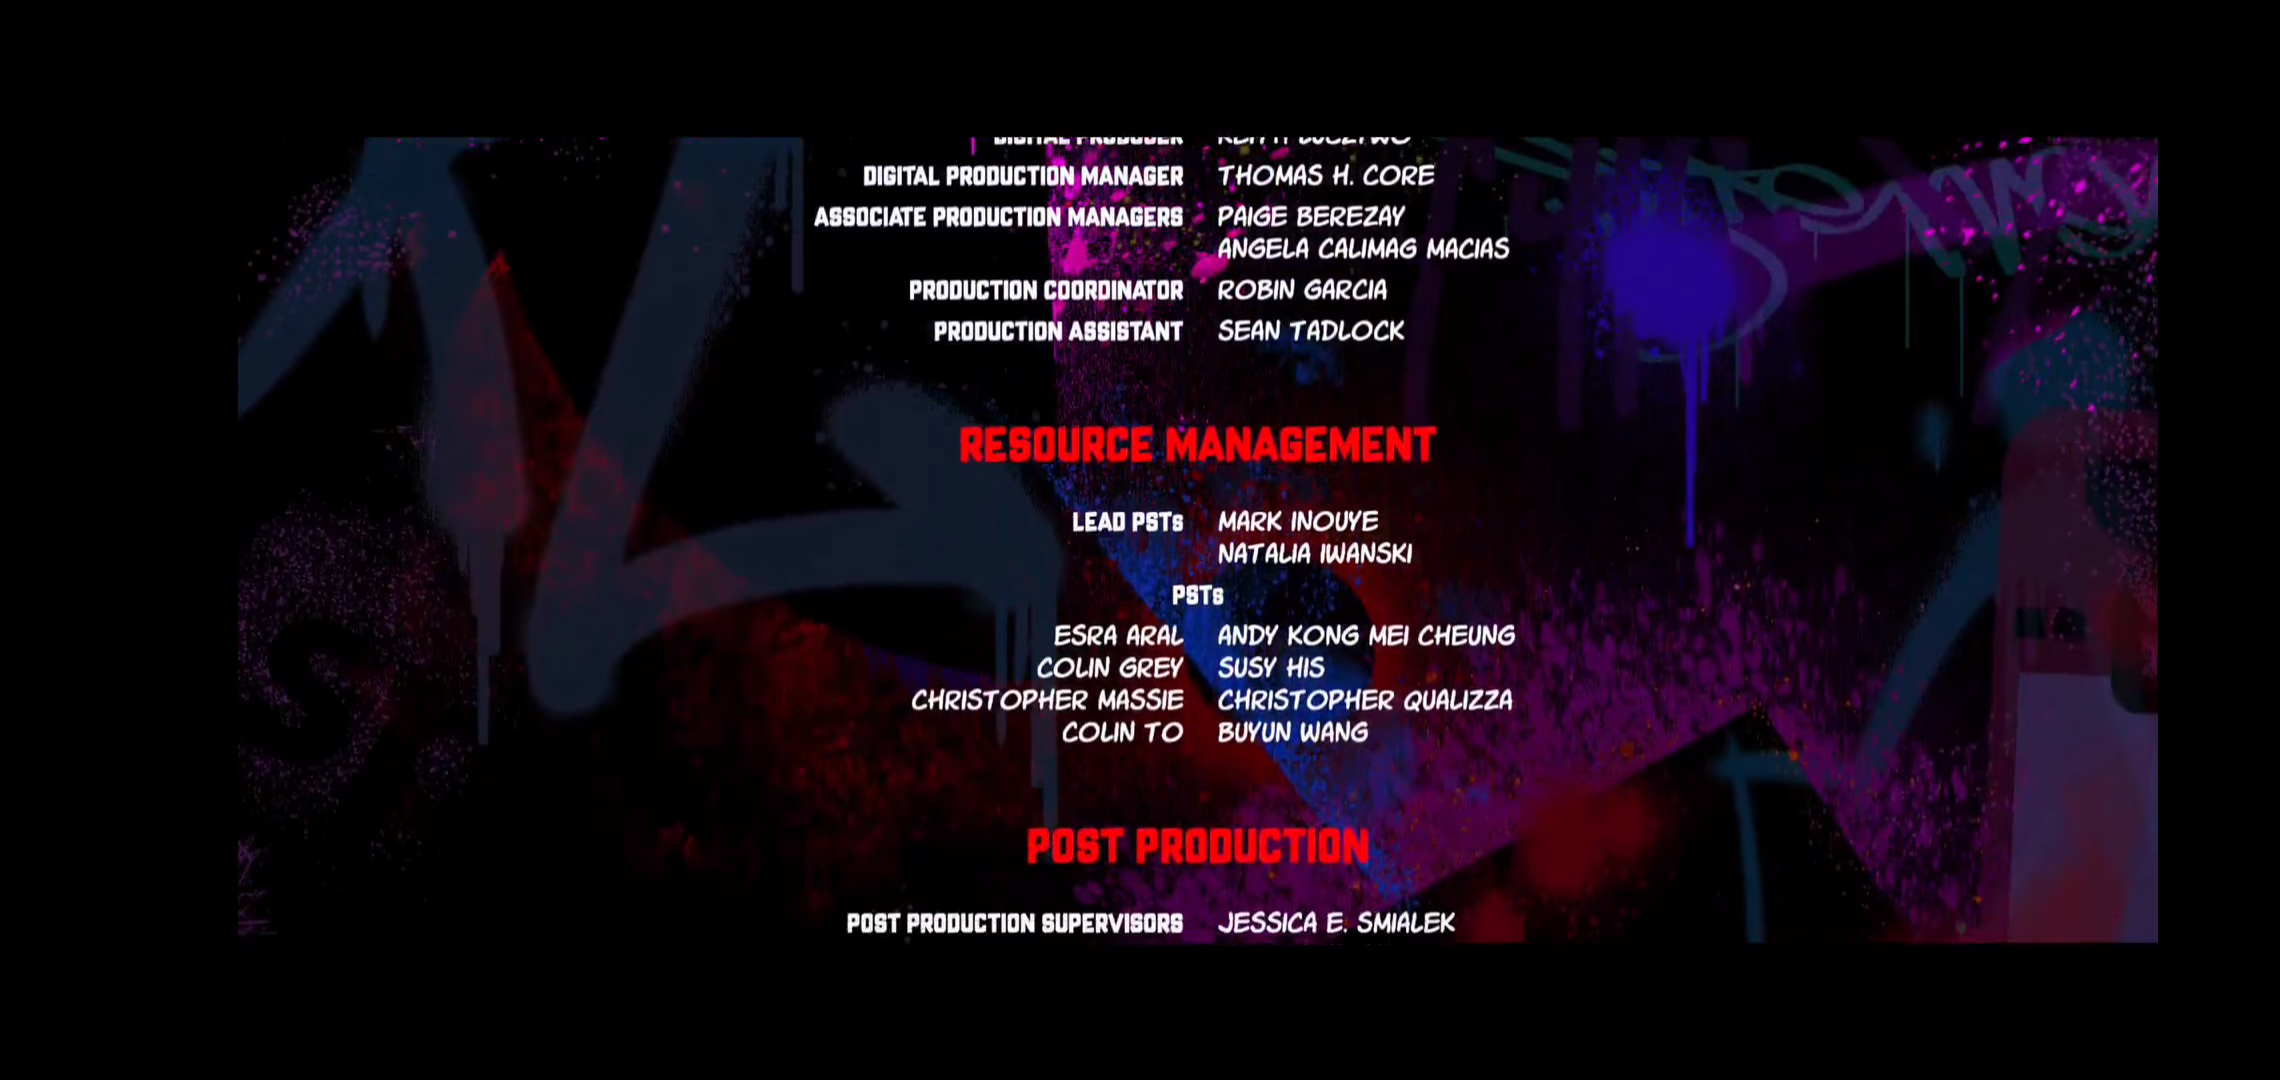 DIGITAL PRODUCER
DIGITAL PRODUCTION MANAGER THOMAS H. CORE
ASSOCIATE PRODUCTION MANAGERS PAIGE BEREZAY
ANGELA CALIMAG MACIAS
PRODUCTION COORDINATOR ROBIN GARCIA
PRODUCTION ASSISTANT SEAN TADLOCK
RESOURCE MANAGEMENT
LEAD PSTs MARK INOUYE
NATALIA IWANSKI
PSTs
ESRA ARAL ANDY KONG MEI CHEUNG
COLIN GREY SUSY HIS
CHRISTOPHER MASSIE CHRISTOPHER QUALIZZA
COLIN TO BUYUN WANG
POST PRODUCTION
POST PRODUCTION SUPERVISORS JESSICA E. SMIALEK